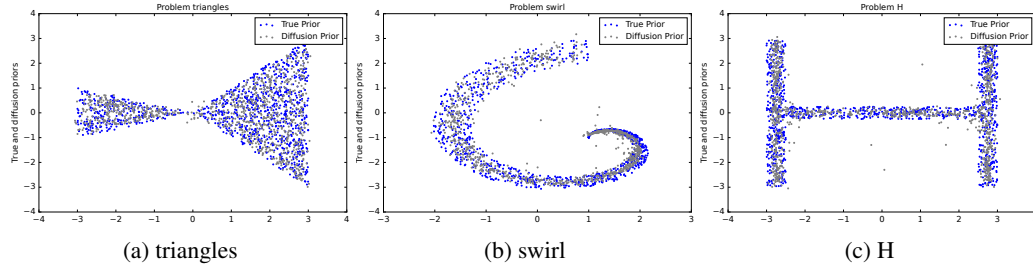 Problem triangles
True Prior
Diffusion Prior
True and diffusion priors
4
3
2
1
0
−1
−2
−3
−4
−4 −3 −2 −1 0 1 2 3 4
(a) triangles
Problem swirl
True Prior
Diffusion Prior
True and diffusion priors
4
3
2
1
0
−1
−2
−3
−4
−3 −2 −1 0 1 2 3
(b) swirl
Problem H
True Prior
Diffusion Prior
True and diffusion priors
4
3
2
1
0
−1
−2
−3
−4
−4 −3 −2 −1 0 1 2 3
(c) H